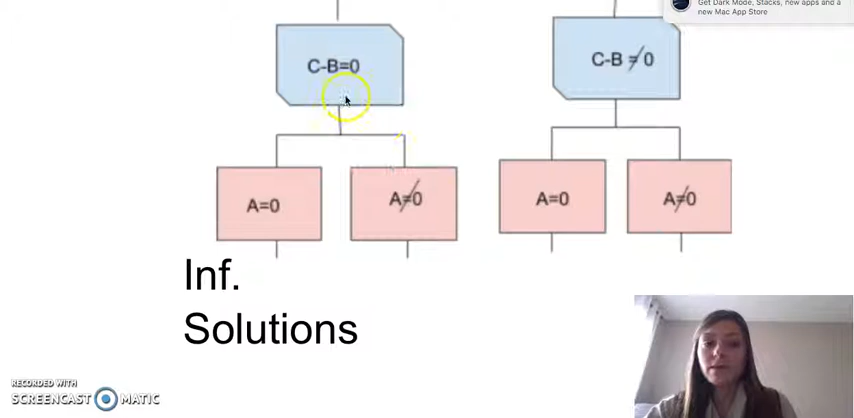 Get Dark Mode, Stacks, new apps and a
new Mac App Store
C-B=0
C-B ≠ 0
A=0
A≠0
A=0
A≠0
Inf.
Solutions
RECORDED WITH
SCREENCAST MATIC